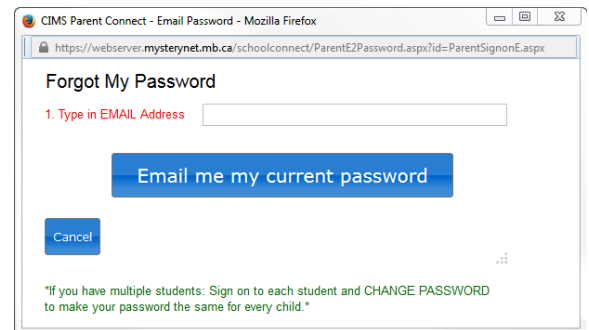 CIMS Parent Connect - Email Password - Mozilla Firefox
https://webserver.mysterynet.mb.ca/schoolconnect/ParentE2Password.aspx?id=ParentSignonE.aspx
Forgot My Password
1. Type in EMAIL Address
Email me my current password
Cancel
*If you have multiple students: Sign on to each student and CHANGE PASSWORD
to make your password the same for every child.*